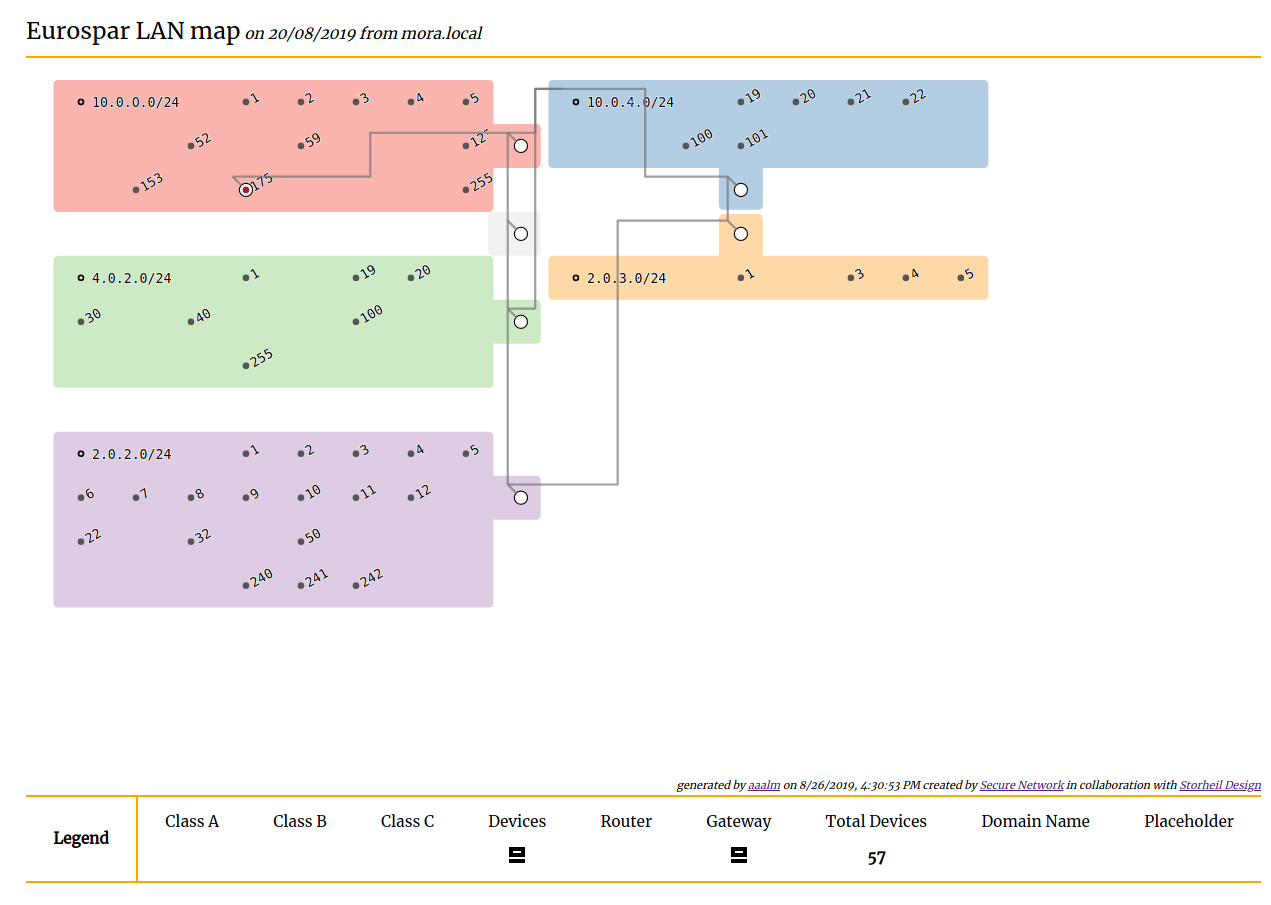 Eurospar LAN map on 20/08/2019 from mora.local
10.0.0.0/24 1 2 3 4 5
52 59
153 175 255
10.0.4.0/24 19 20 21 22
100 101
4.0.2.0/24 1 19 20
30 40 100
255
2.0.3.0/24 1 3 4 5
2.0.2.0/24 1 2 3 4 5
6 7 8 9 10 11 12
22 32 50
240 241 242
generated by aaalm on 8/26/2019, 4:30:53 PM created by Secure Network in collaboration with Storheil Design
Legend
Class A Class B Class C Devices Router Gateway Total Devices Domain Name Placeholder
57